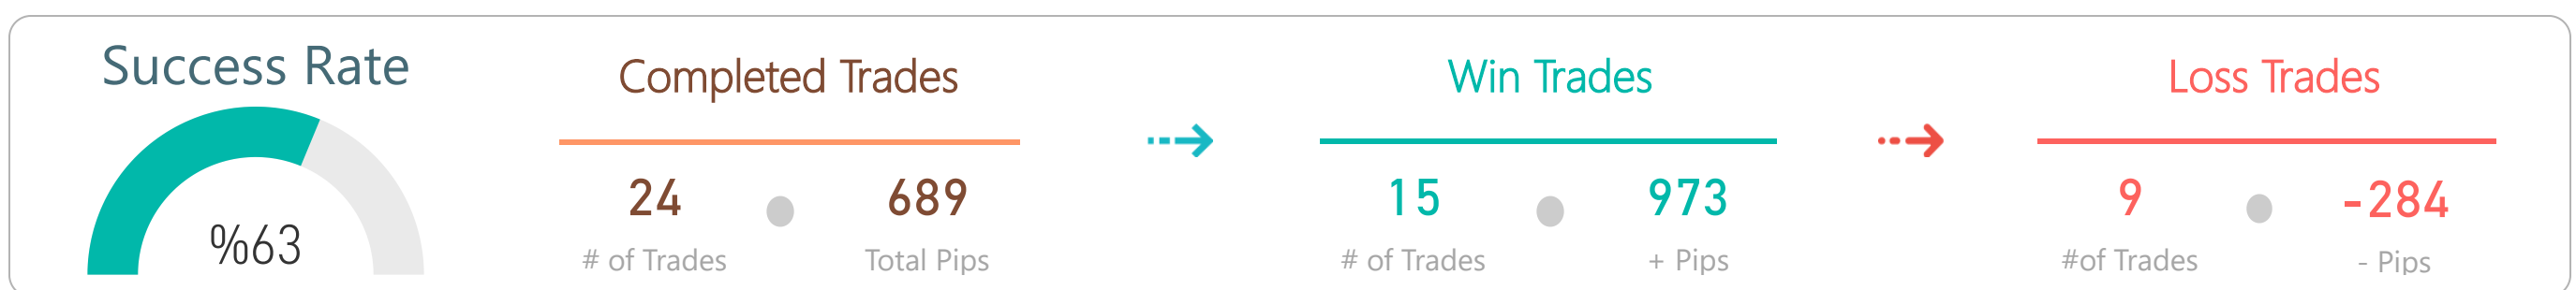 Success Rate
%63
Completed Trades
24 689
# of Trades Total Pips
Win Trades
15 973
# of Trades + Pips
Loss Trades
9 -284
#of Trades - Pips